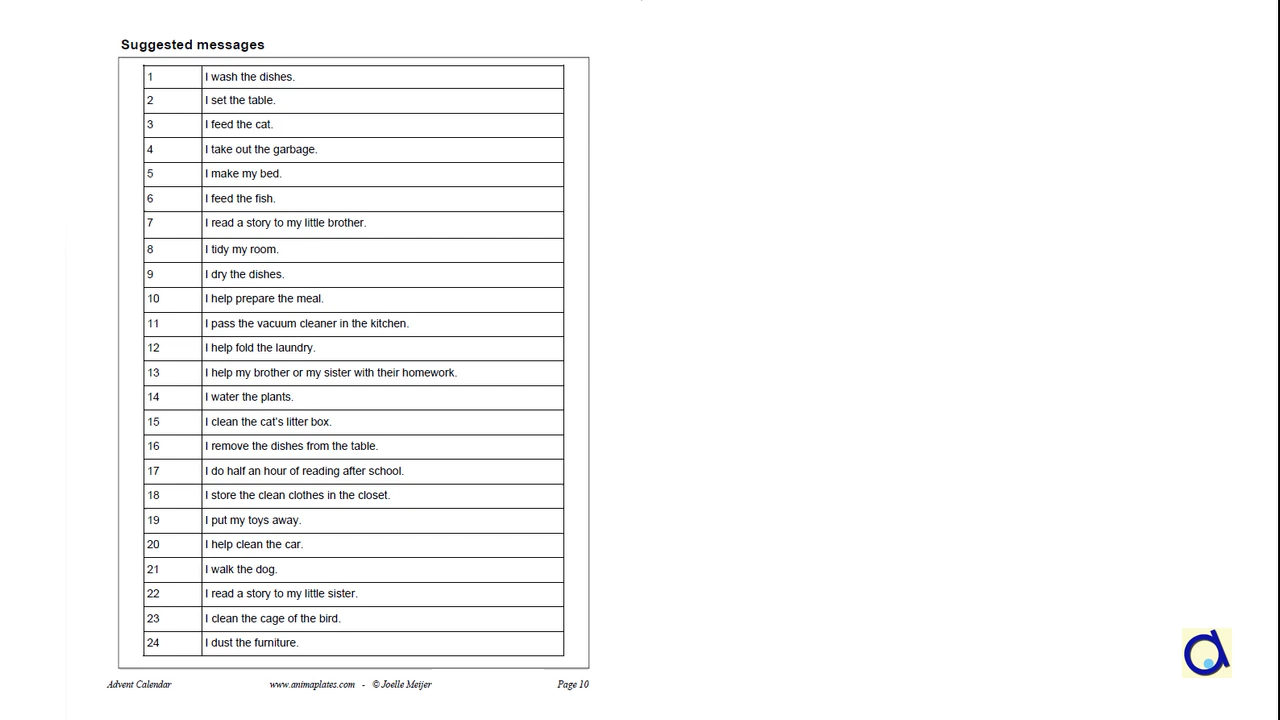 Suggested messages
1 I wash the dishes.
2 I set the table.
3 I feed the cat.
4 I take out the garbage.
5 I make my bed.
6 I feed the fish.
7 I read a story to my little brother.
8 I tidy my room.
9 I dry the dishes.
10 I help prepare the meal.
11 I pass the vacuum cleaner in the kitchen.
12 I help fold the laundry.
13 I help my brother or my sister with their homework.
14 I water the plants.
15 I clean the cat's litter box.
16 I remove the dishes from the table.
17 I do half an hour of reading after school.
18 I store the clean clothes in the closet.
19 I put my toys away.
20 I help clean the car.
21 I walk the dog.
22 I read a story to my little sister.
23 I clean the cage of the bird.
24 I dust the furniture.
Advent Calendar www.animaplates.com - © Joelle Meijer Page 10
a